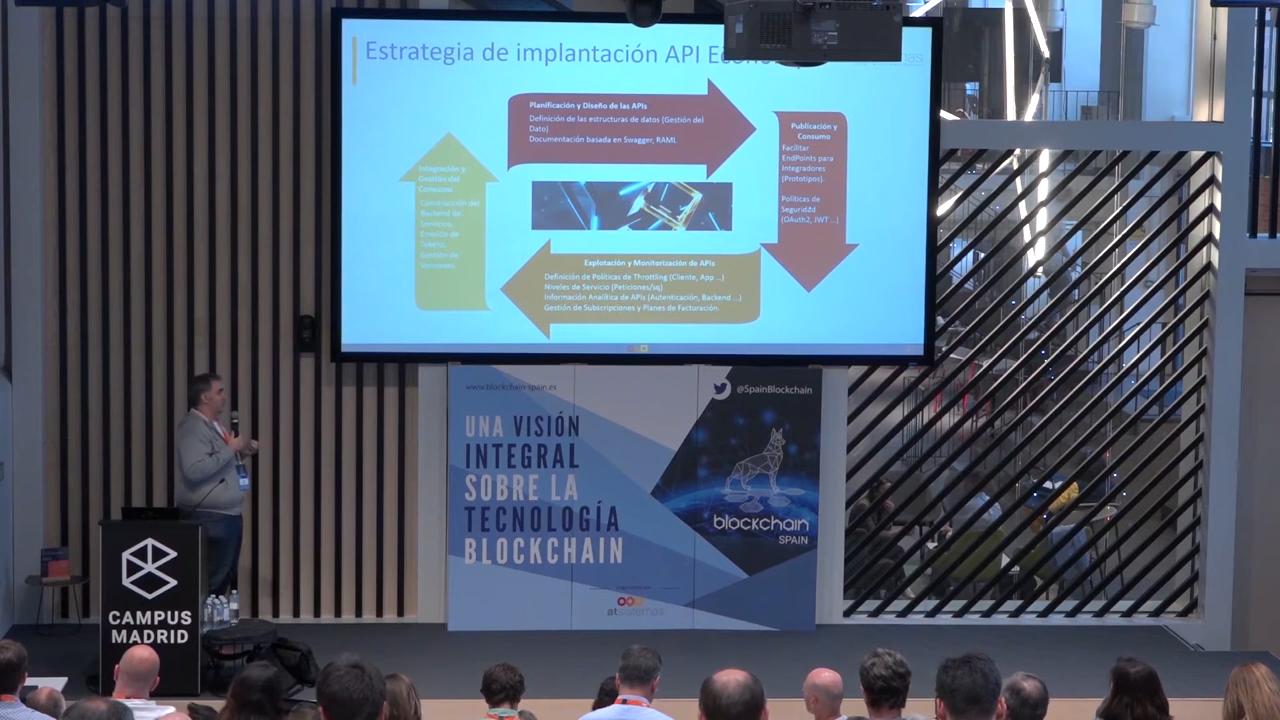 Estrategia de implantación API
Planificación y Diseño de las APIs
Definición de las estructuras de datos (Gestión del
Dato)
Documentación basada en Swagger, RAML
Publicación y
Consumo
Facilitar
EndPoints para
Integradores
(Prototipos).
Políticas de
Seguridad
(OAuth2, JWT ...)
Explotación y Monitorización de APIs
Definición de Políticas de Throttling (Cliente, App ...)
Niveles de Servicio (Peticiones/sg)
Información Analítica de APIs (Autenticación, Backend ...)
Gestión de Subscripciones y Planes de Facturación.
Integración y
Gestión del
Consumo
Construcción del
Backend de
Servicios.
Emisión de
Tokens.
Gestión de
Versiones.
www.blockchain-spain.es
@SpainBlockchain
UNA VISIÓN
INTEGRAL
SOBRE LA
TECNOLOGÍA
BLOCKCHAIN
blockchain
SPAIN
atsistemas
CAMPUS
MADRID